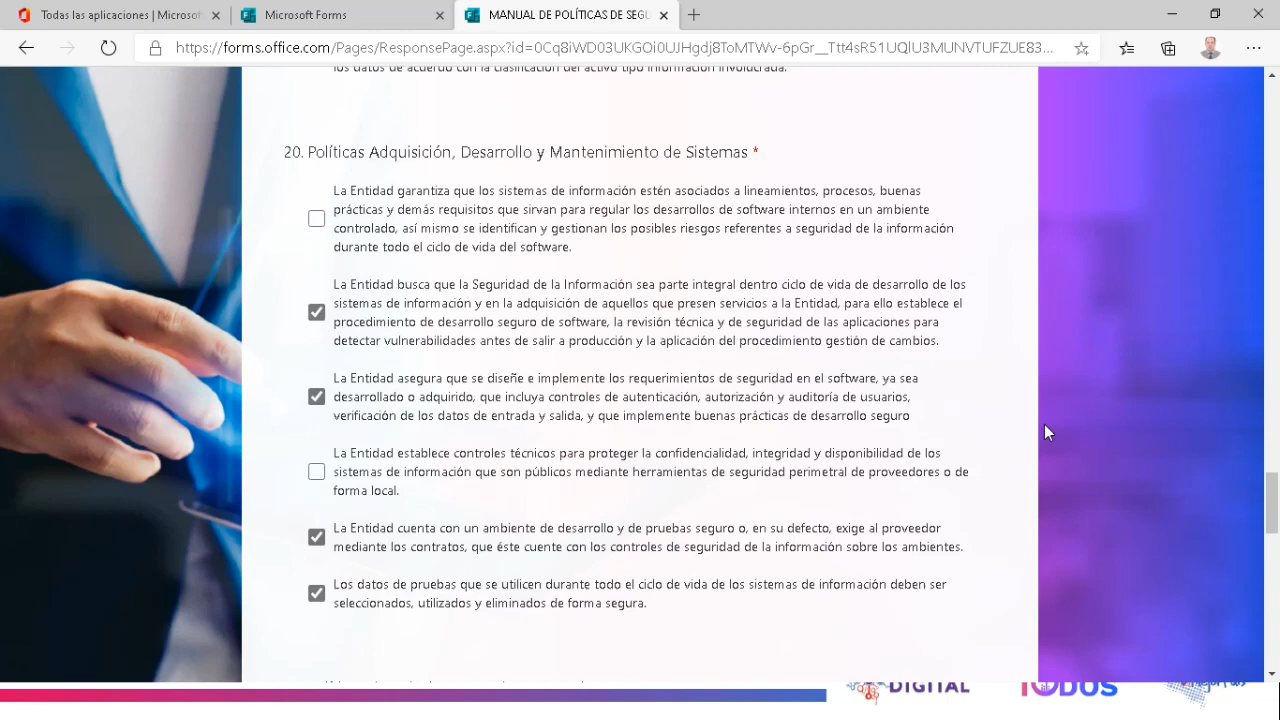 Todas las aplicaciones | Microsof
Microsoft Forms
MANUAL DE POLÍTICAS DE SEGU
https://forms.office.com/Pages/ResponsePage.aspx?
los datos de acuerdo con la clasificación del activo tipo información involucrada.
20. Políticas Adquisición, Desarrollo y Mantenimiento de Sistemas *
La Entidad garantiza que los sistemas de información estén asociados a lineamientos, procesos, buenas
prácticas y demás requisitos que sirvan para regular los desarrollos de software internos en un ambiente
controlado, así mismo se identifican y gestionan los posibles riesgos referentes a seguridad de la información
durante todo el ciclo de vida del software.
La Entidad busca que la Seguridad de la Información sea parte integral dentro ciclo de vida de desarrollo de los
sistemas de información y en la adquisición de aquellos que presen servicios a la Entidad, para ello establece el
procedimiento de desarrollo seguro de software, la revisión técnica y de seguridad de las aplicaciones para
detectar vulnerabilidades antes de salir a producción y la aplicación del procedimiento gestión de cambios.
La Entidad asegura que se diseñe e implemente los requerimientos de seguridad en el software, ya sea
desarrollado o adquirido, que incluya controles de autenticación, autorización y auditoría de usuarios,
verificación de los datos de entrada y salida, y que implemente buenas prácticas de desarrollo seguro
La Entidad establece controles técnicos para proteger la confidencialidad, integridad y disponibilidad de los
sistemas de información que son públicos mediante herramientas de seguridad perimetral de proveedores o de
forma local.
La Entidad cuenta con un ambiente de desarrollo y de pruebas seguro o, en su defecto, exige al proveedor
mediante los contratos, que éste cuente con los controles de seguridad de la información sobre los ambientes.
Los datos de pruebas que se utilicen durante todo el ciclo de vida de los sistemas de información deben ser
seleccionados, utilizados y eliminados de forma segura.
DIGITAL
TODOS